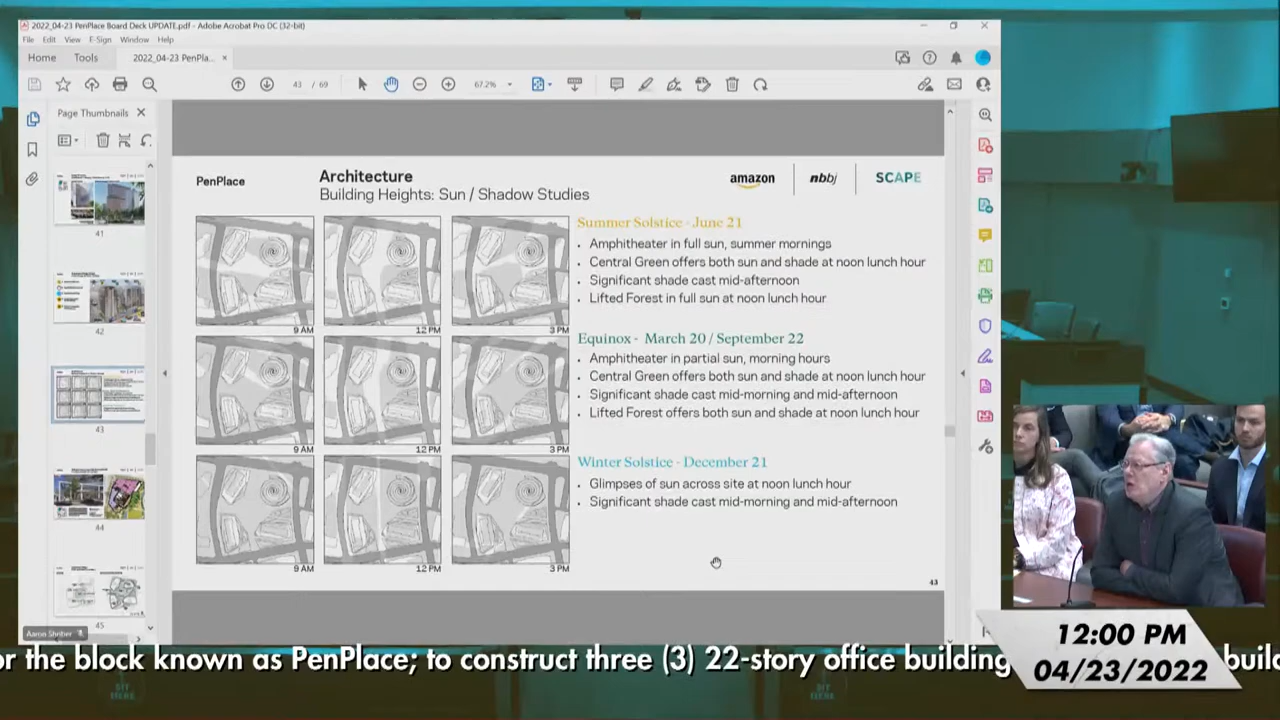 2022_04-23 PenPlace Board Deck UPDATE.pdf - Adobe Acrobat Pro DC (32-bit)
File Edit View E-Sign Window Help
Home Tools 2022_04-23 PenPla... ×
43 / 69 67.2%
Page Thumbnails
41
42
43
44
45
PenPlace
Architecture
Building Heights: Sun / Shadow Studies
amazon nbbj SCAPE
9 AM 12 PM 3 PM
Summer Solstice - June 21
• Amphitheater in full sun, summer mornings
• Central Green offers both sun and shade at noon lunch hour
• Significant shade cast mid-afternoon
• Lifted Forest in full sun at noon lunch hour
9 AM 12 PM 3 PM
Equinox - March 20 / September 22
• Amphitheater in partial sun, morning hours
• Central Green offers both sun and shade at noon lunch hour
• Significant shade cast mid-morning and mid-afternoon
• Lifted Forest offers both sun and shade at noon lunch hour
9 AM 12 PM 3 PM
Winter Solstice - December 21
• Glimpses of sun across site at noon lunch hour
• Significant shade cast mid-morning and mid-afternoon
43
Aaron Shriber
or the block known as PenPlace; to construct three (3) 22-story office building
12:00 PM
04/23/2022